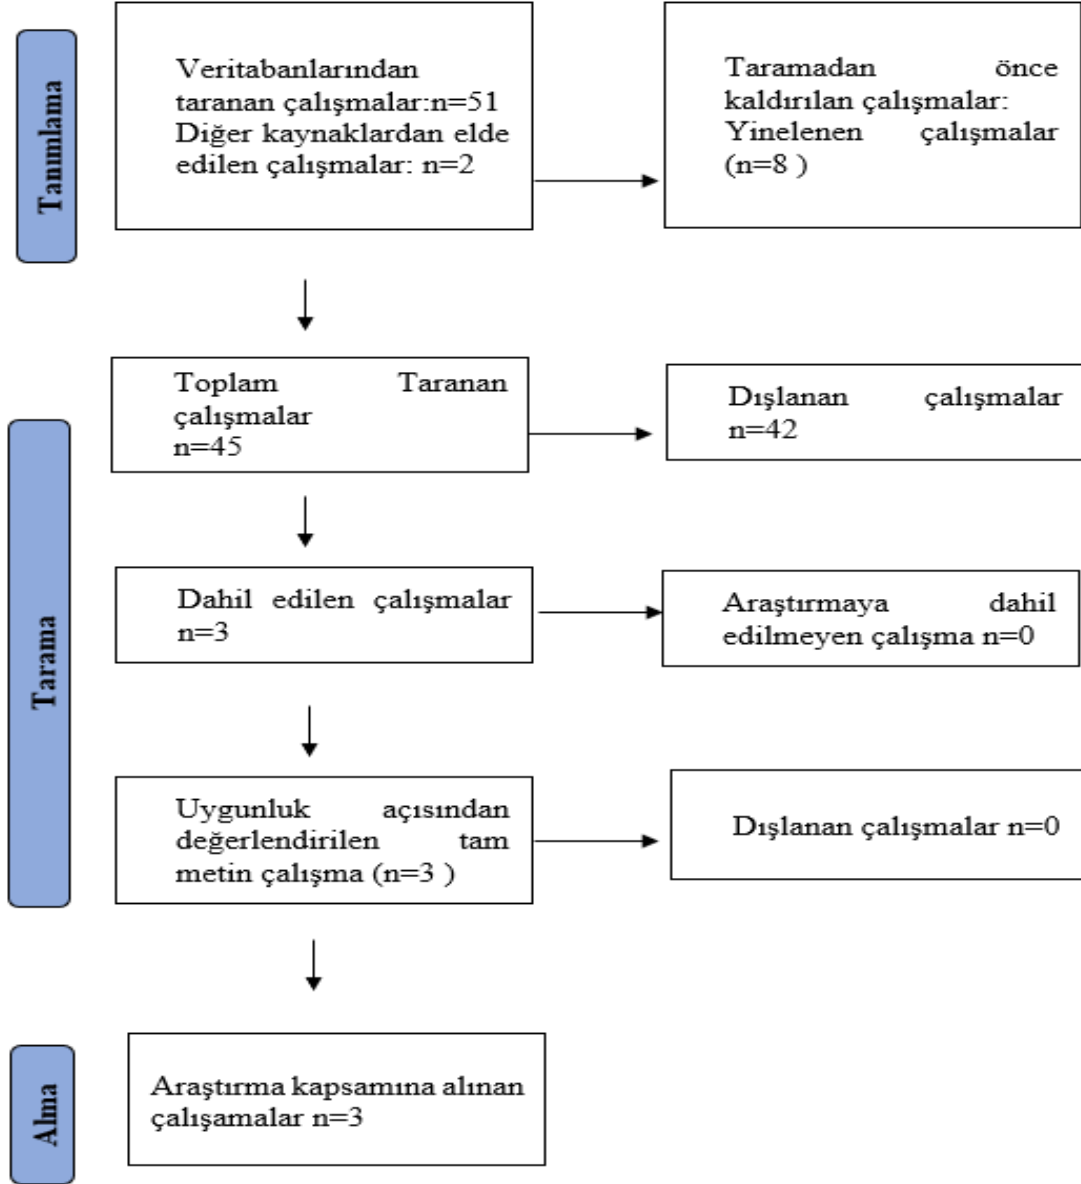 Tanımlama
Veritabanlarından
taranan çalışmalar:n=51
Diğer kaynaklardan elde
edilen çalışmalar: n=2
Taramadan önce
kaldırılan çalışmalar:
Yinelenen çalışmalar
(n=8 )
Tarama
Toplam Taranan
çalışmalar
n=45
Dışlanan çalışmalar
n=42
Dahil edilen çalışmalar
n=3
Araştırmaya dahil
edilmeyen çalışma n=0
Uygunluk açısından
değerlendirilen tam
metin çalışma (n=3 )
Dışlanan çalışmalar n=0
Alma
Araştırma kapsamına alınan
çalışamalar n=3